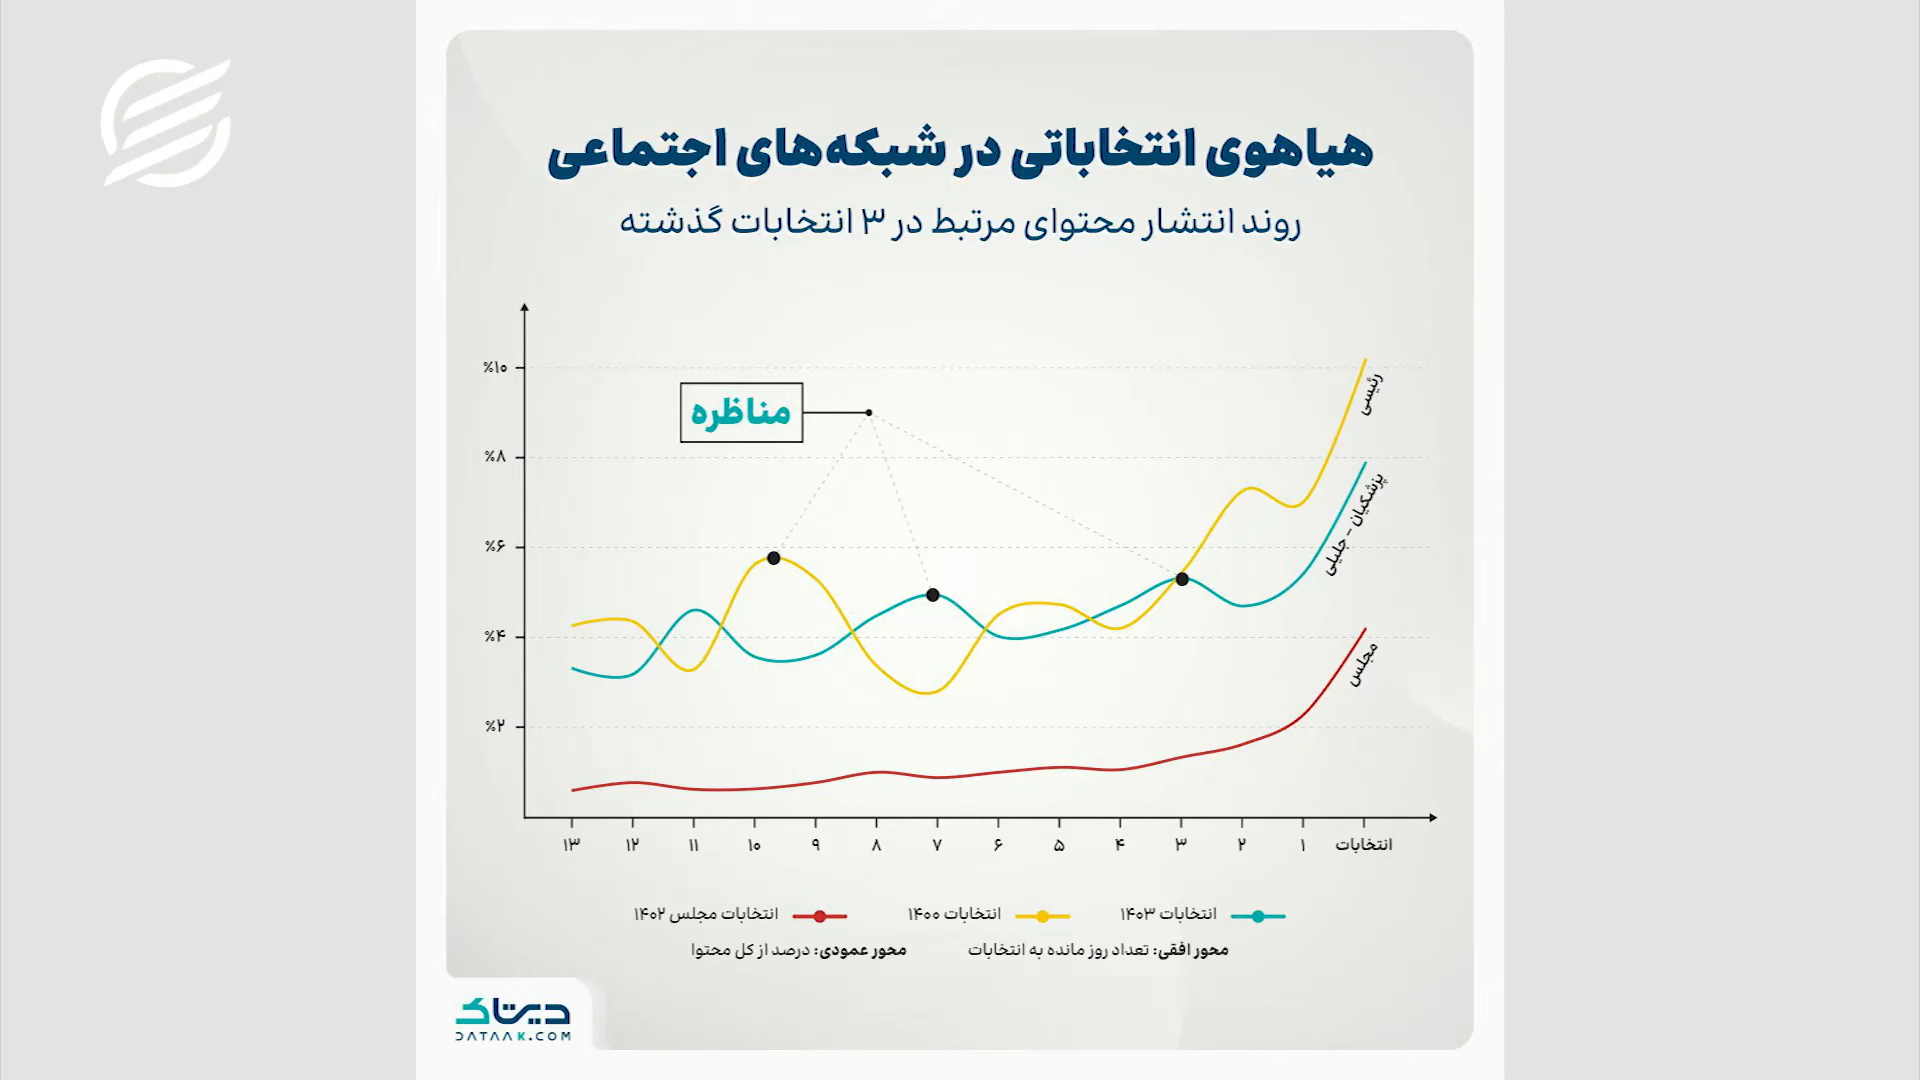 هیاهوی انتخاباتی در شبکه‌های اجتماعی
روند انتشار محتوای مرتبط در ۳ انتخابات گذشته
%۱۰
%۸
%۶
%۴
%۲
مناظره
رئیسی
پزشکیان - جلیلی
مجلس
۱۳ ۱۲ ۱۱ ۱۰ ۹ ۸ ۷ ۶ ۵ ۴ ۳ ۲ ۱ انتخابات
انتخابات ۱۴۰۳ انتخابات ۱۴۰۰ انتخابات مجلس ۱۴۰۲
محور افقی: تعداد روز مانده به انتخابات محور عمودی: درصد از کل محتوا
دیتاک
DATAAK.COM